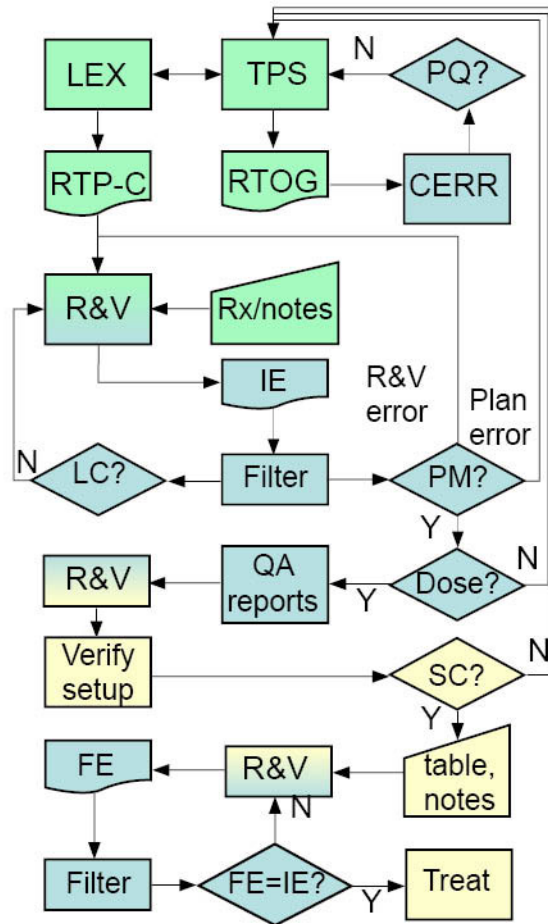 LEX
TPS
N
PQ?
RTP-C
RTOG
CERR
R&V
Rx/notes
IE
R&V
error
Plan
error
N
LC?
Filter
PM?
Y
R&V
QA
reports
Y
Dose?
N
Verify
setup
SC?
N
Y
FE
R&V
table,
notes
N
Filter
FE=IE?
Y
Treat